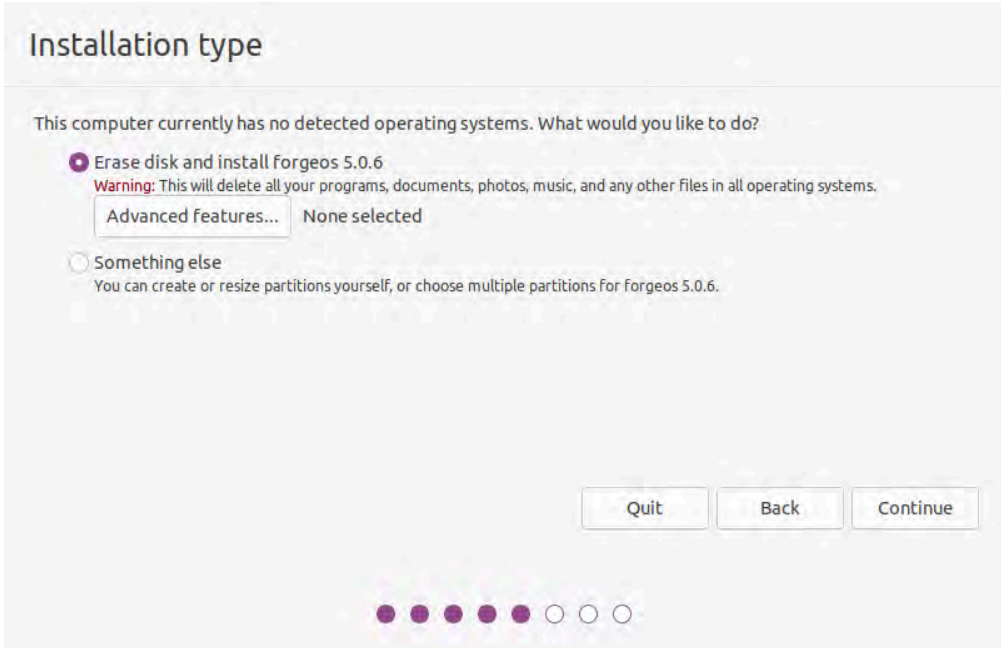 Installation type
This computer currently has no detected operating systems. What would you like to do?
Erase disk and install forgeos 5.0.6
Warning: This will delete all your programs, documents, photos, music, and any other files in all operating systems.
Advanced features... None selected
Something else
You can create or resize partitions yourself, or choose multiple partitions for forgeos 5.0.6.
Quit Back Continue